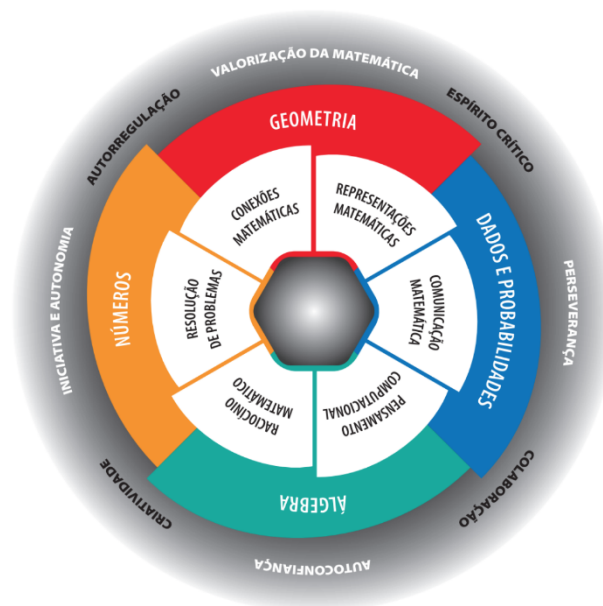 VALORIZAÇÃO DA MATEMÁTICA
ESPÍRITO CRÍTICO
PERSEVERANÇA
COLABORAÇÃO
AUTOCONFIANÇA
CRIATIVIDADE
INICIATIVA E AUTONOMIA
AUTORREGULAÇÃO
GEOMETRIA
DADOS E PROBABILIDADES
ÁLGEBRA
NÚMEROS
CONEXÕES
MATEMÁTICAS
REPRESENTAÇÕES
MATEMÁTICAS
COMUNICAÇÃO
MATEMÁTICA
PENSAMENTO
COMPUTACIONAL
RACIOCÍNIO
MATEMÁTICO
RESOLUÇÃO
DE PROBLEMAS